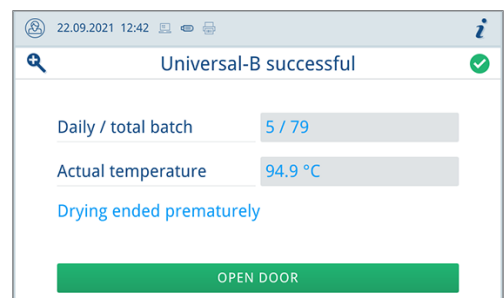 22.09.2021 12:42
i
Universal-B successful
Daily / total batch 5 / 79
Actual temperature 94.9 °C
Drying ended prematurely
OPEN DOOR